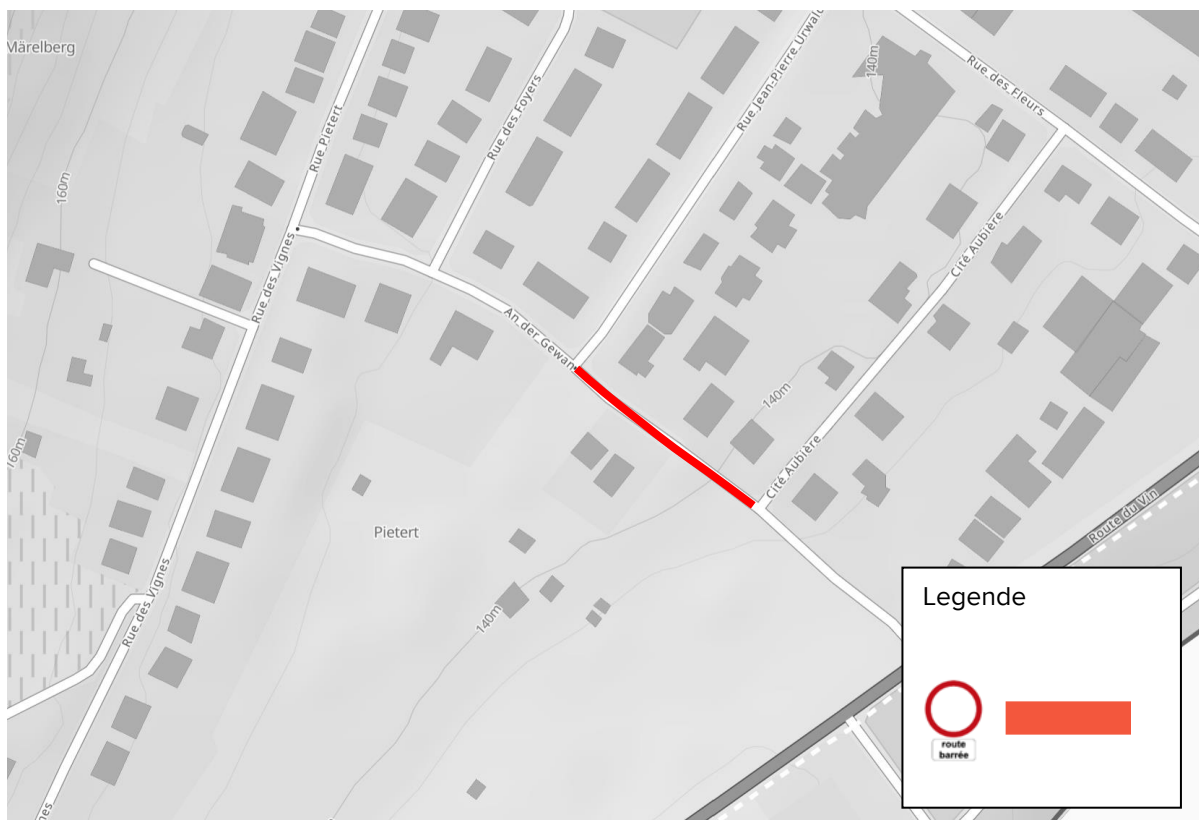 Märelberg
160m
Rue Pietert
Rue des Foyers
Rue Jean-Pierre Urwald
140m
Rue des Fleurs
Rue des Vignes
An der Gewan
Cité Aubière
140m
Cité Aubière
160m
Pietert
Route du Vin
Rue des Vignes
140m
Legende
route
barrée